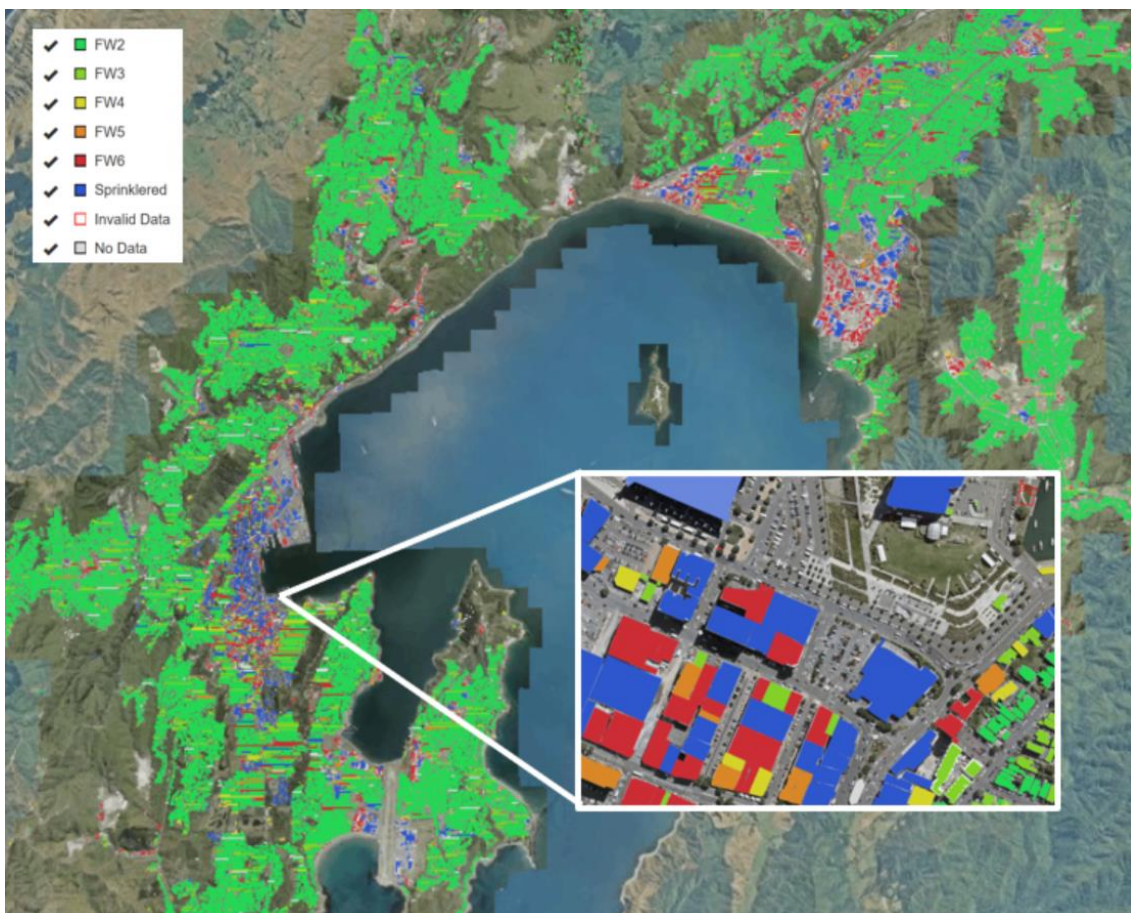 FW2
FW3
FW4
FW5
FW6
Sprinklered
Invalid Data
No Data